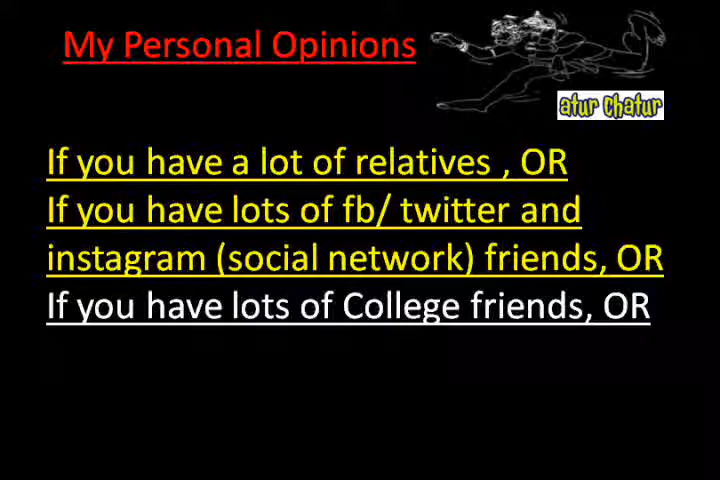 My Personal Opinions
atur chatur
If you have a lot of relatives , OR
If you have lots of fb/ twitter and
instagram (social network) friends, OR
If you have lots of College friends, OR